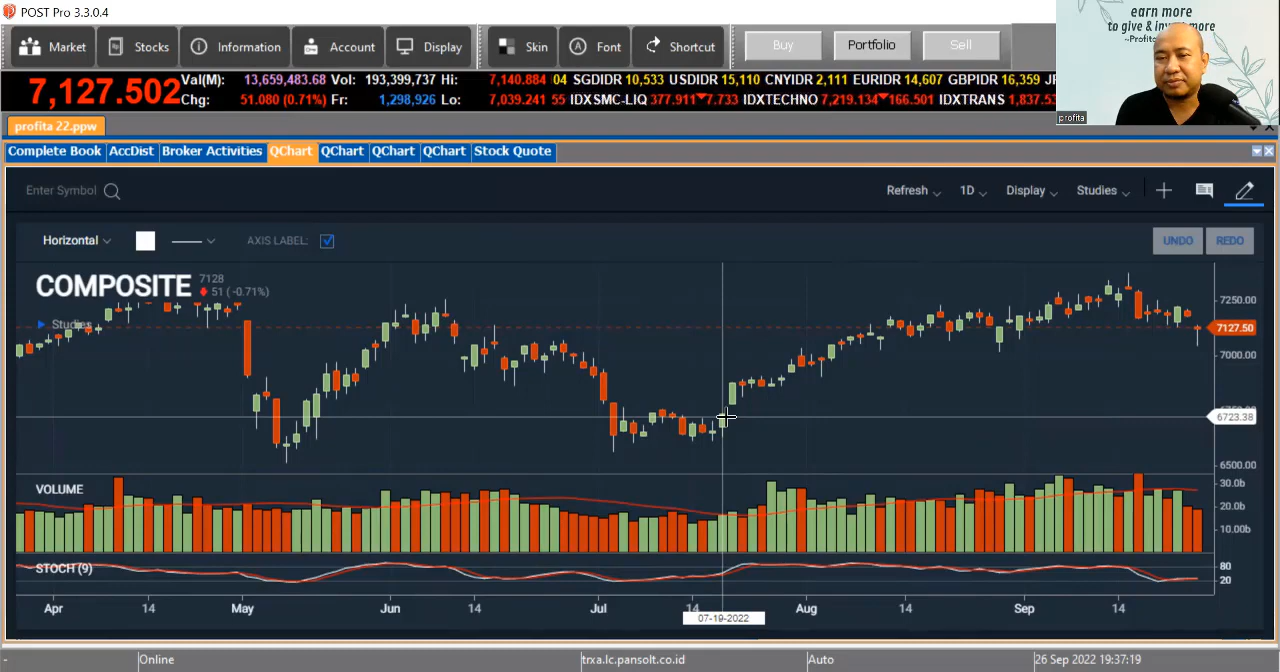 POST Pro 3.3.0.4
earn more
to give & inv more
~Profit
Market Stocks Information Account Display Skin Font Shortcut Buy Portfolio Sell
7,127.502 Val(M): 13,659,483.68 Vol: 193,399,737 Hi: 7,140.884 04 SGDIDR 10,533 USDIDR 15,110 CNYIDR 2,111 EURIDR 14,607 GBPIDR 16,359
Chg: 51.080 (0.71%) Fr: 1,298,926 Lo: 7,039.241 55 IDXSMC-LIQ 377.911 7.733 IDXTECHNO 7,219.134 166.501 IDXTRANS 1,837.5
profita
profita 22.ppw
Complete Book AccDist Broker Activities QChart QChart QChart QChart Stock Quote
Enter Symbol Refresh 1D Display Studies
Horizontal AXIS LABEL: UNDO REDO
COMPOSITE 7128
51 (-0.71%)
7250.00
Studies
7127.50
7000.00
6723.38
6500.00
VOLUME
30.0b
20.0b
10.00b
STOCH (9)
80
20
Apr 14 May Jun 14 Jul 14 Aug 14 Sep 14
07-19-2022
- Online trxa.lc.pansolt.co.id Auto 26 Sep 2022 19:37:19